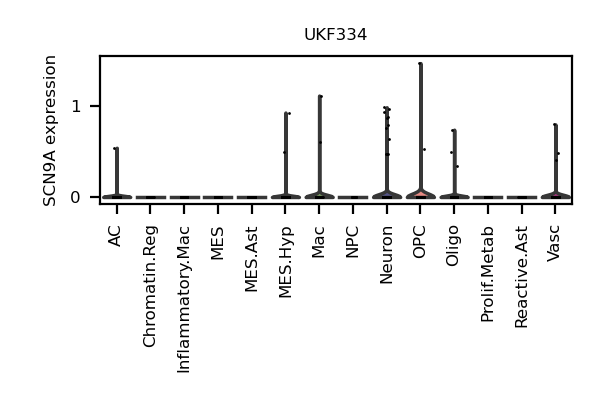 UKF334
SCN9A expression
1
0
AC
Chromatin.Reg
Inflammatory.Mac
MES
MES.Ast
MES.Hyp
Mac
NPC
Neuron
OPC
Oligo
Prolif.Metab
Reactive.Ast
Vasc